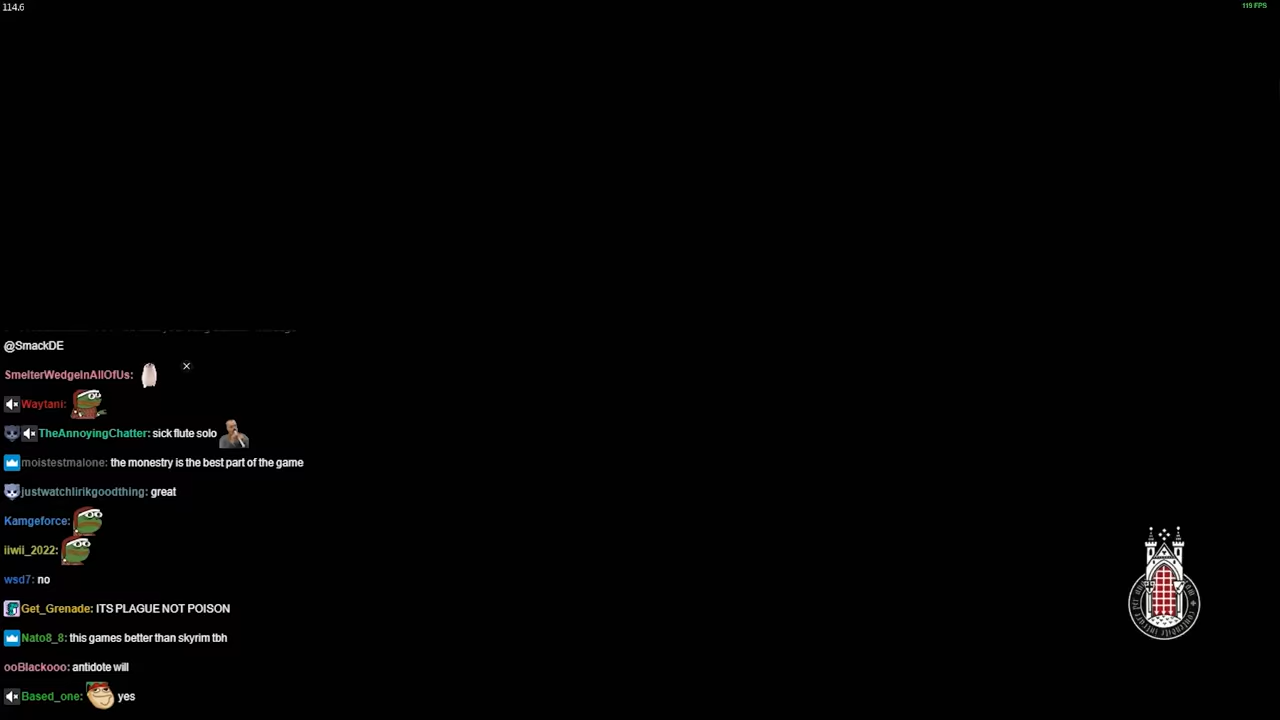 114.6
119 FPS
@SmackDE
SmelterWedgeInAllOfUs:
Waytani:
TheAnnoyingChatter: sick flute solo
moistestmalone: the monestry is the best part of the game
justwatchlirikgoodthing: great
Kamgeforce:
iiwii_2022:
wsd7: no
Get_Grenade: ITS PLAGUE NOT POISON
Nato8_8: this games better than skyrim tbh
ooBlackooo: antidote will
Based_one: yes